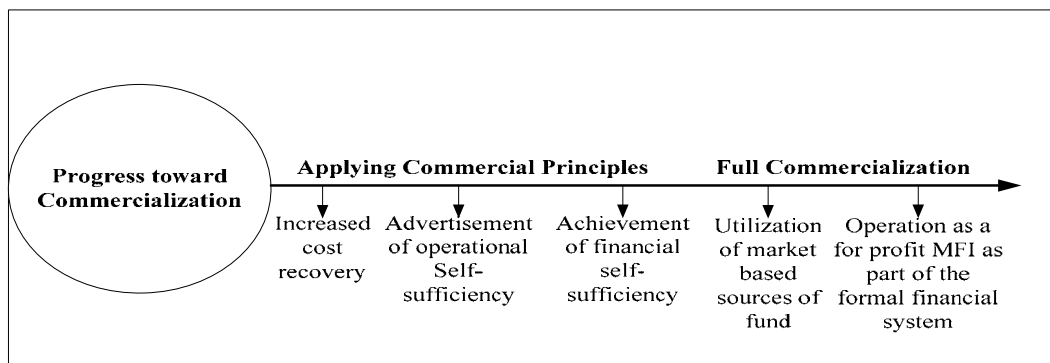 Progress toward
Commercialization
Applying Commercial Principles
Full Commercialization
Increased
cost
recovery
Advertisement
of operational
Self-
sufficiency
Achievement
of financial
self-
sufficiency
Utilization
of market
based
sources of
fund
Operation as a
for profit MFI as
part of the
formal financial
system